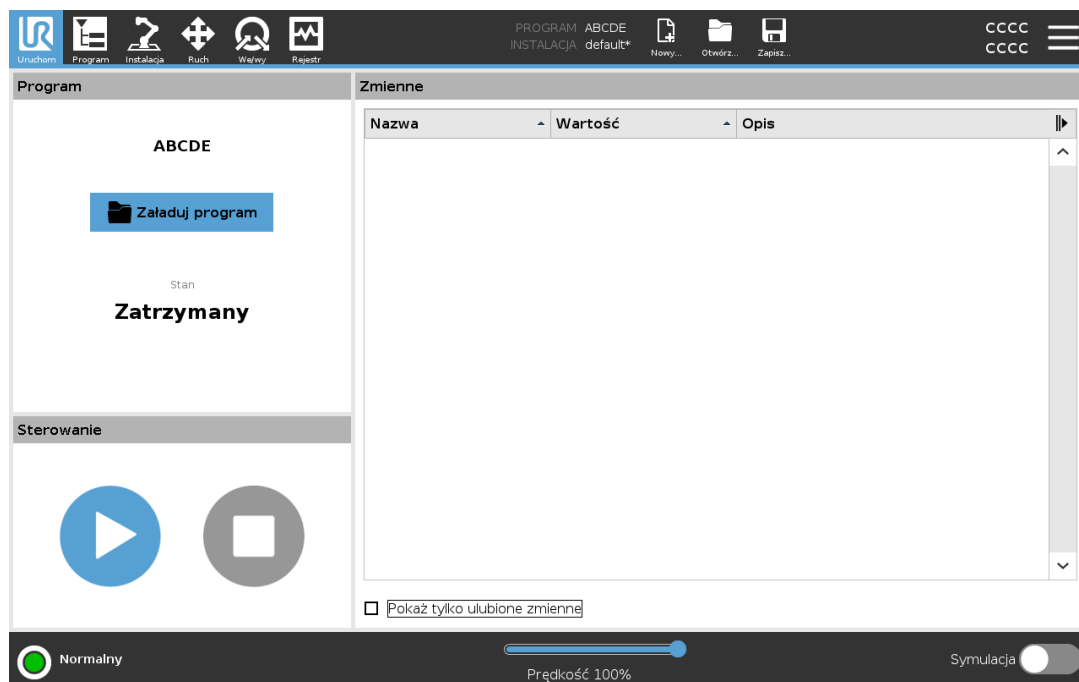 PROGRAM ABCDE
INSTALACJA default*
CCCC
CCCC
Uruchom Program Instalacja Ruch We/wy Rejestr
Nowy... Otwórz... Zapisz...
Program
Zmienne
Nazwa Wartość Opis
ABCDE
Załaduj program
Stan
Zatrzymany
Sterowanie
Pokaż tylko ulubione zmienne
Normalny
Prędkość 100%
Symulacja